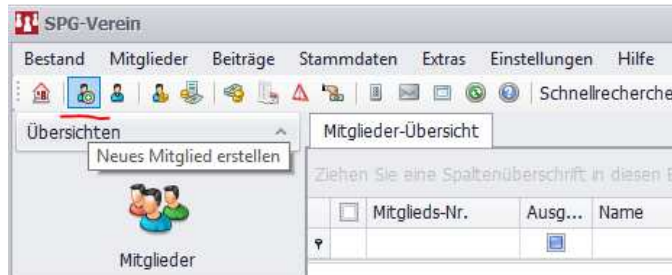 SPG-Verein
Bestand Mitglieder Beiträge Stammdaten Extras Einstellungen Hilfe
Schnellrecherche
Übersichten
Mitglieder-Übersicht
Neues Mitglied erstellen
Ziehen Sie eine Spaltenüberschrift in diesen
Mitglieds-Nr. Ausg... Name
Mitglieder